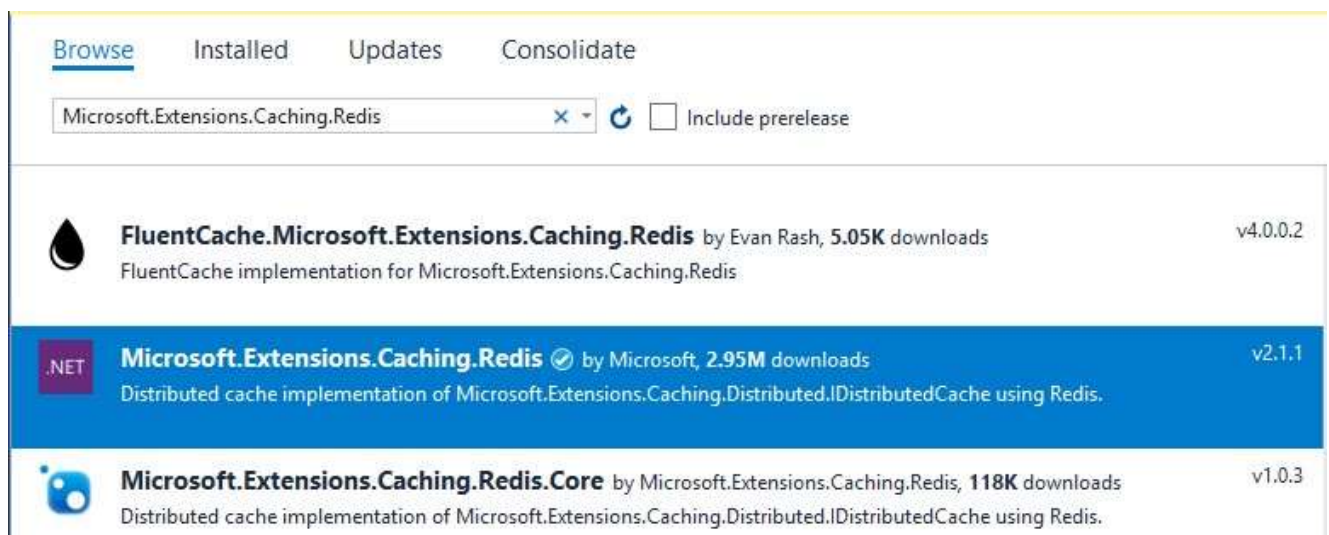 Browse Installed Updates Consolidate
Microsoft.Extensions.Caching.Redis Include prerelease
FluentCache.Microsoft.Extensions.Caching.Redis by Evan Rash, 5.05K downloads v4.0.0.2
FluentCache implementation for Microsoft.Extensions.Caching.Redis
.NET Microsoft.Extensions.Caching.Redis by Microsoft, 2.95M downloads v2.1.1
Distributed cache implementation of Microsoft.Extensions.Caching.Distributed.IDistributedCache using Redis.
Microsoft.Extensions.Caching.Redis.Core by Microsoft.Extensions.Caching.Redis, 118K downloads v1.0.3
Distributed cache implementation of Microsoft.Extensions.Caching.Distributed.IDistributedCache using Redis.